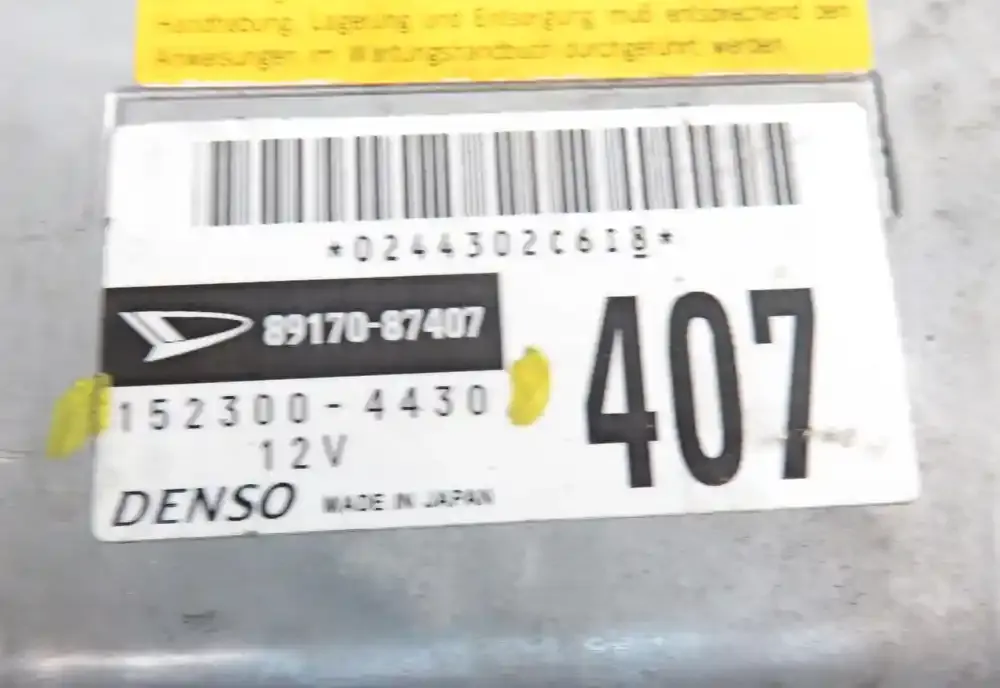 Handhabung, Lagerung und Entsorgung muß entsprechend den
Anweisungen im Wartungshandbuch durchgeführt werden.
*0244302C618*
89170-87407
407
152300-4430
12V
DENSO MADE IN JAPAN